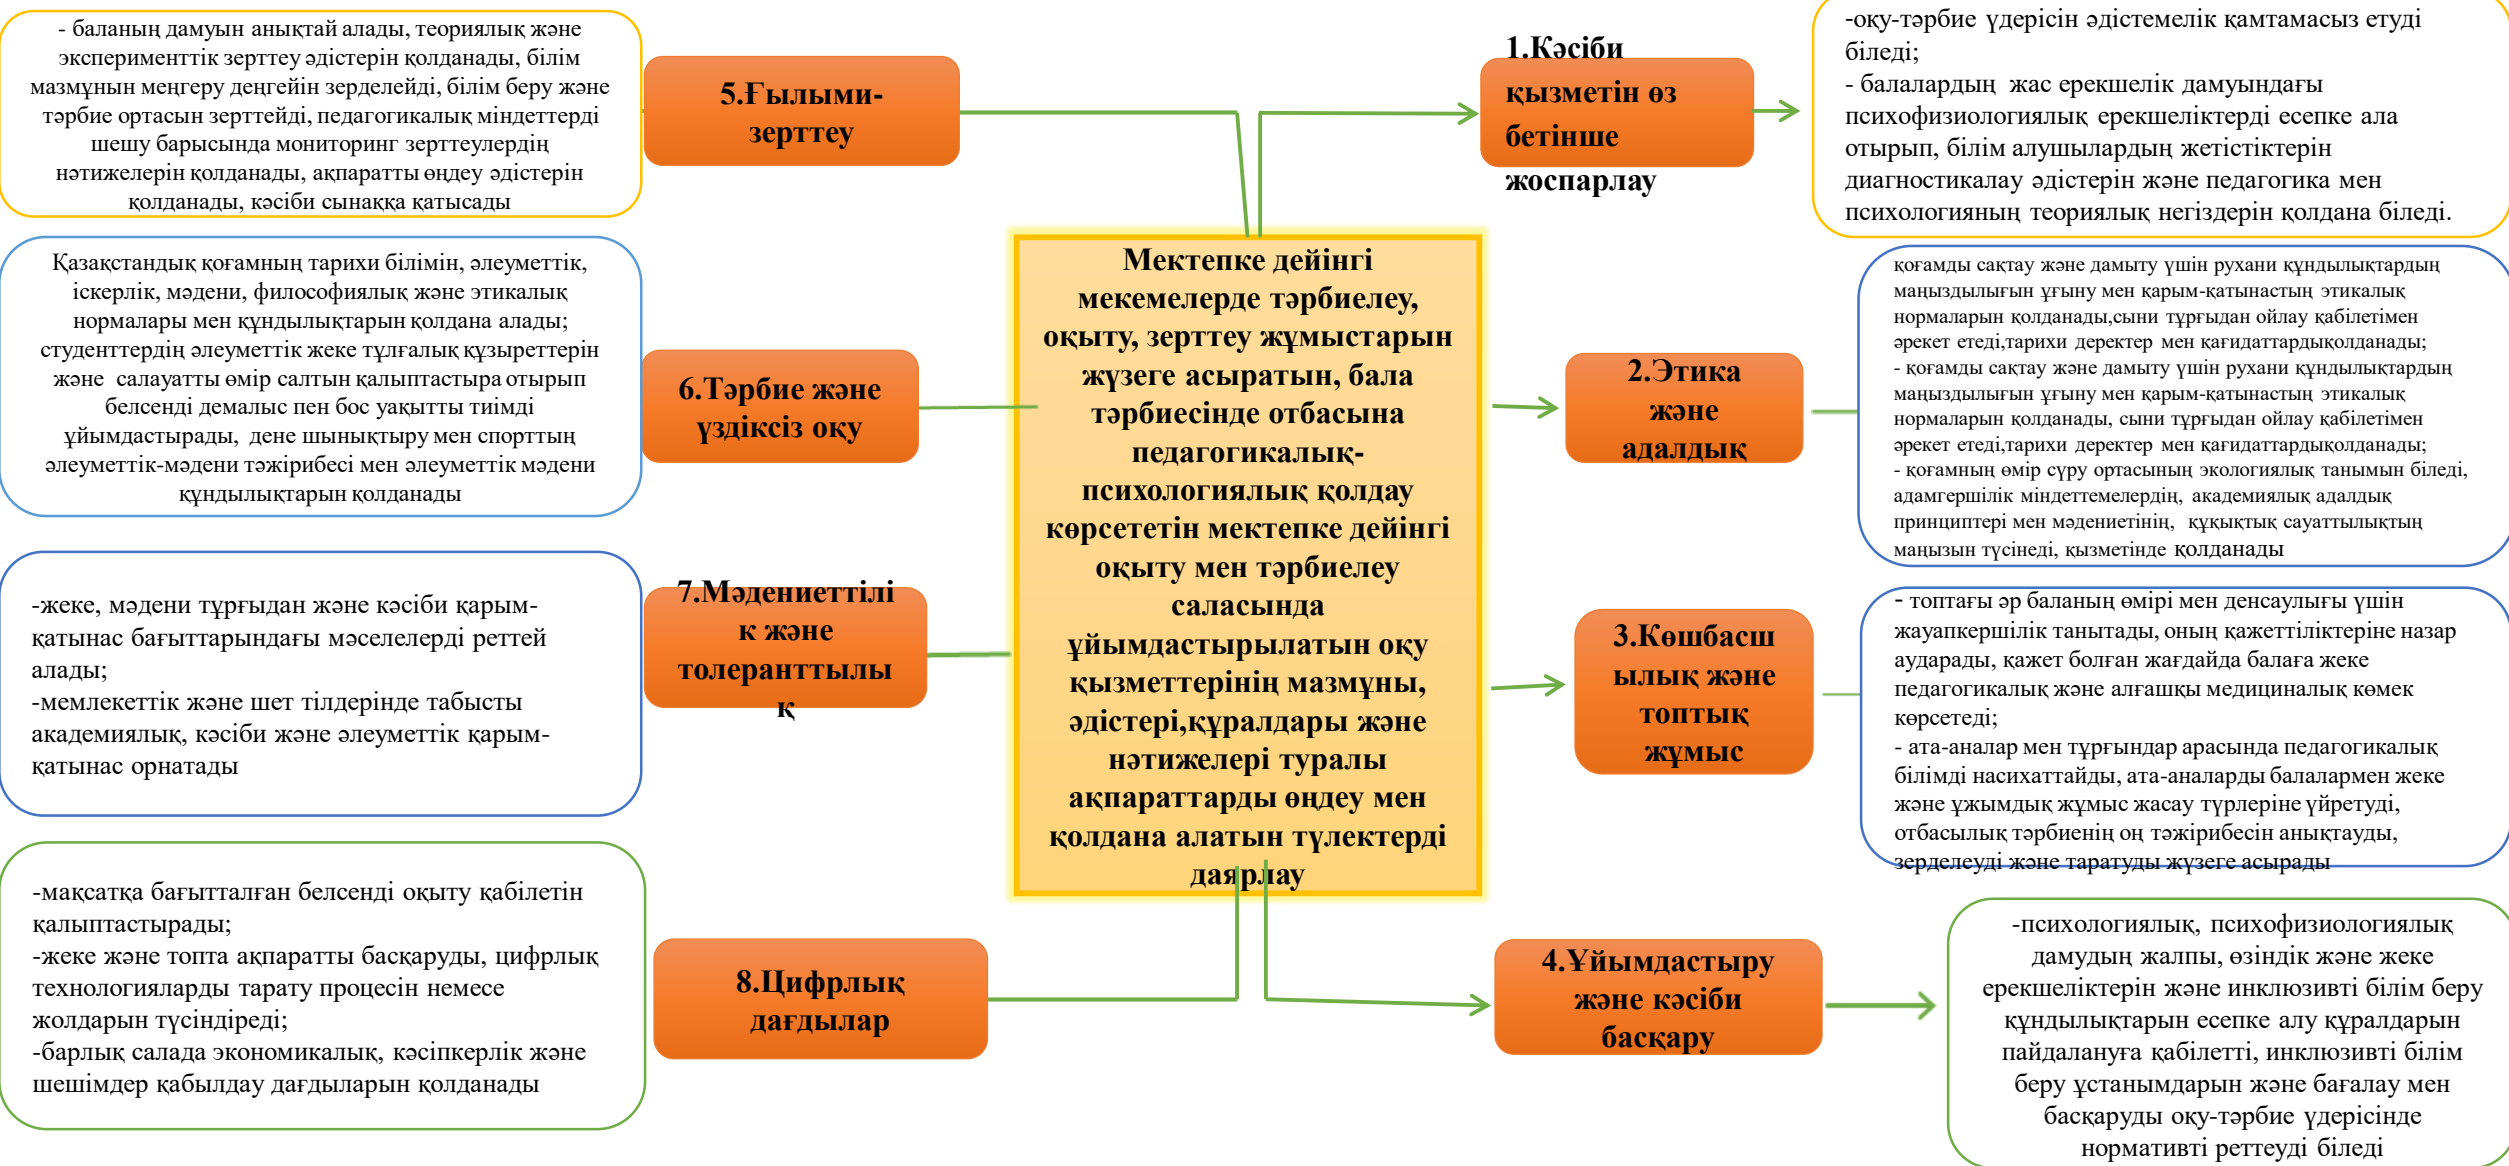 - баланың дамуын анықтай алады, теориялық және
эксперименттік зерттеу әдістерін қолданады, білім
мазмұнын меңгеру деңгейін зерделейді, білім беру және
тәрбие ортасын зерттейді, педагогикалық міндеттерді
шешу барысында мониторинг зерттеулердің
нәтижелерін қолданады, ақпаратты өңдеу әдістерін
қолданады, кәсіби сынаққа қатысады
5.Ғылыми-
зерттеу
1.Кәсіби
қызметін өз
бетінше
жоспарлау
-оқу-тәрбие үдерісін әдістемелік қамтамасыз етуді
біледі;
- балалардың  жас ерекшелік дамуындағы
психофизиологиялық ерекшеліктерді есепке ала
отырып, білім алушылардың жетістіктерін
диагностикалау әдістерін және педагогика мен
психологияның теориялық негіздерін қолдана біледі.
Қазақстандық қоғамның тарихи білімін, әлеуметтік,
іскерлік, мәдени, философиялық және этикалық
нормалары мен құндылықтарын қолдана алады;
студенттердің әлеуметтік жеке тұлғалық құзыреттерін
және  салауатты өмір салтын қалыптастыра отырып
белсенді демалыс пен бос уақытты тиімді
ұйымдастырады,  дене шынықтыру мен спорттың
әлеуметтік-мәдени тәжірибесі мен әлеуметтік мәдени
құндылықтарын қолданады
6.Тәрбие және
үздіксіз оқу
Мектепке дейінгі
мекемелерде тәрбиелеу,
оқыту, зерттеу жұмыстарын
жүзеге асыратын, бала
тәрбиесінде отбасына
педагогикалық-
психологиялық қолдау
көрсететін мектепке дейінгі
оқыту мен тәрбиелеу
саласында
ұйымдастырылатын оқу
қызметтерінің мазмұны,
әдістері,құралдары және
нәтижелері туралы
ақпараттарды өңдеу мен
қолдана алатын түлектерді
даярлау
2.Этика
және
адалдық
қоғамды сақтау және дамыту үшін рухани құндылықтардың
маңыздылығын ұғыну мен қарым-қатынастың этикалық
нормаларын қолданады,сыни тұрғыдан ойлау қабілетімен
әрекет етеді,тарихи деректер мен қағидаттардықолданады;
- қоғамды сақтау және дамыту үшін рухани құндылықтардың
маңыздылығын ұғыну мен қарым-қатынастың этикалық
нормаларын қолданады, сыни тұрғыдан ойлау қабілетімен
әрекет етеді,тарихи деректер мен қағидаттардықолданады;
- қоғамның өмір сүру ортасының экологиялық танымын біледі,
адамгершілік міндеттемелердің, академиялық адалдық
принциптері мен мәдениетінің,  құқықтық сауаттылықтың
маңызын түсінеді, қызметінде қолданады
-жеке, мәдени тұрғыдан және кәсіби қарым-
қатынас бағыттарындағы мәселелерді реттей
алады;
-мемлекеттік және шет тілдерінде табысты
академиялық, кәсіби және әлеуметтік қарым-
қатынас орнатады
7.Мәдениеттілі
к және
толеранттылы
қ
3.Көшбасш
ылық және
топтық
жұмыс
- топтағы әр баланың өмірі мен денсаулығы үшін
жауапкершілік танытады, оның қажеттіліктеріне назар
аударады, қажет болған жағдайда балаға жеке
педагогикалық және алғашқы медициналық көмек
көрсетеді;
- ата-аналар мен тұрғындар арасында педагогикалық
білімді насихаттайды, ата-аналарды балалармен жеке
және ұжымдық жұмыс жасау түрлеріне үйретуді,
отбасылық тәрбиенің оң тәжірибесін анықтауды,
зерделеуді және таратуды жүзеге асырады
-мақсатқа бағытталған белсенді оқыту қабілетін
қалыптастырады;
-жеке және топта ақпаратты басқаруды, цифрлық
технологияларды тарату процесін немесе
жолдарын түсіндіреді;
-барлық салада экономикалық, кәсіпкерлік және
шешімдер қабылдау дағдыларын қолданады
8.Цифрлық
дағдылар
4.Ұйымдастыру
және кәсіби
басқару
-психологиялық, психофизиологиялық
дамудың жалпы, өзіндік және жеке
ерекшеліктерін және инклюзивті білім беру
құндылықтарын есепке алу құралдарын
пайдалануға қабілетті, инклюзивті білім
беру ұстанымдарын және бағалау мен
басқаруды оқу-тәрбие үдерісінде
нормативті реттеуді біледі